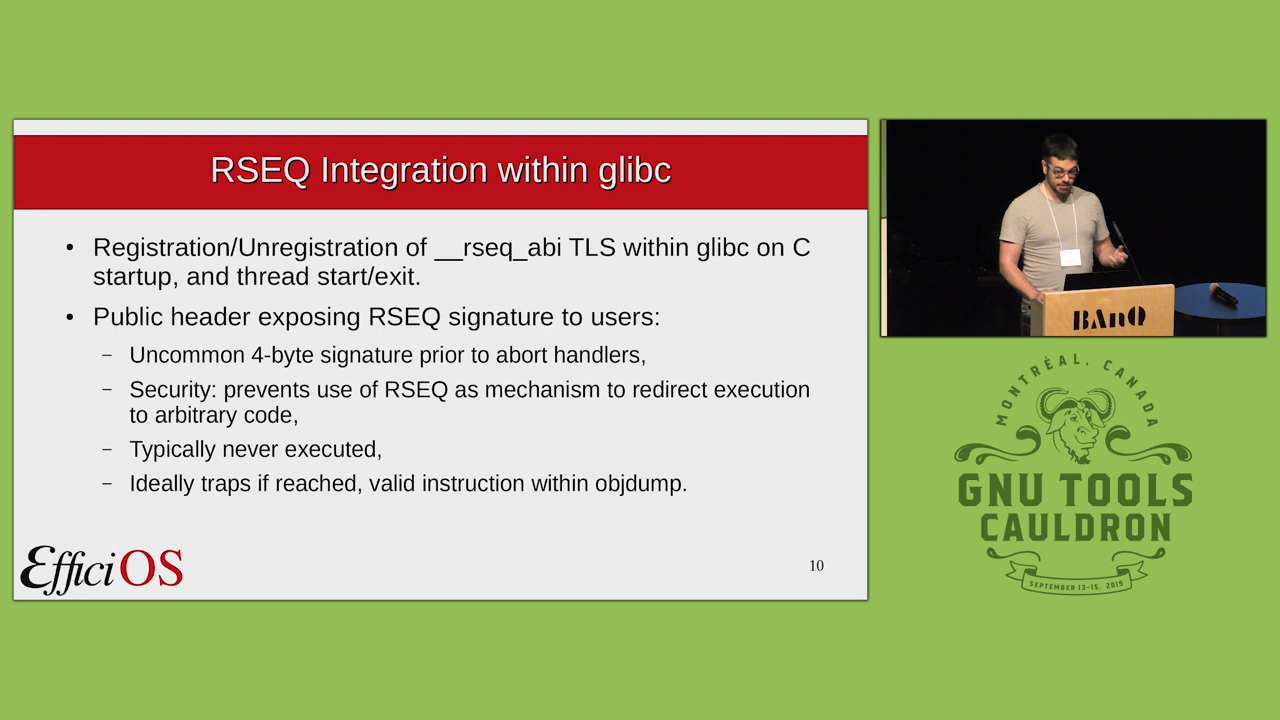 RSEQ Integration within glibc
• Registration/Unregistration of __rseq_abi TLS within glibc on C
startup, and thread start/exit.
• Public header exposing RSEQ signature to users:
– Uncommon 4-byte signature prior to abort handlers,
– Security: prevents use of RSEQ as mechanism to redirect execution
to arbitrary code,
– Typically never executed,
– Ideally traps if reached, valid instruction within objdump.
EfficiOS
10
BAnQ
MONTRÉAL, CANADA
GNU TOOLS
CAULDRON
SEPTEMBER 13-15, 2019